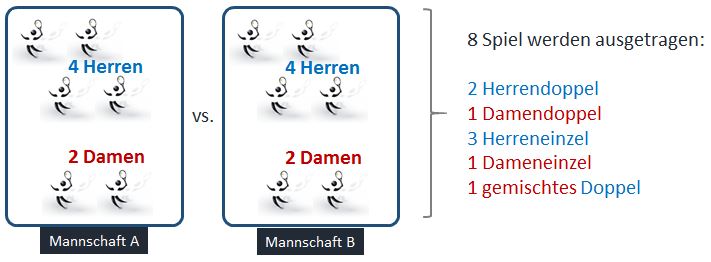 4 Herren
2 Damen
Mannschaft A
vs.
4 Herren
2 Damen
Mannschaft B
8 Spiel werden ausgetragen:
2 Herrendoppel
1 Damendoppel
3 Herreneinzel
1 Dameneinzel
1 gemischtes Doppel